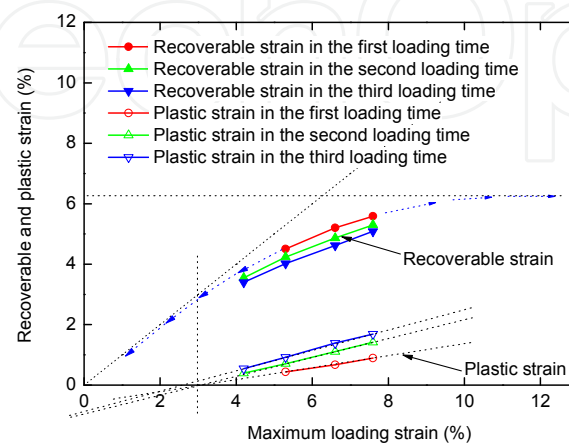 Recoverable and plastic strain (%)
12
10
8
6
4
2
0
Recoverable strain in the first loading time
Recoverable strain in the second loading time
Recoverable strain in the third loading time
Plastic strain in the first loading time
Plastic strain in the second loading time
Plastic strain in the third loading time
Recoverable strain
Plastic strain
0 2 4 6 8 10 12
Maximum loading strain (%)